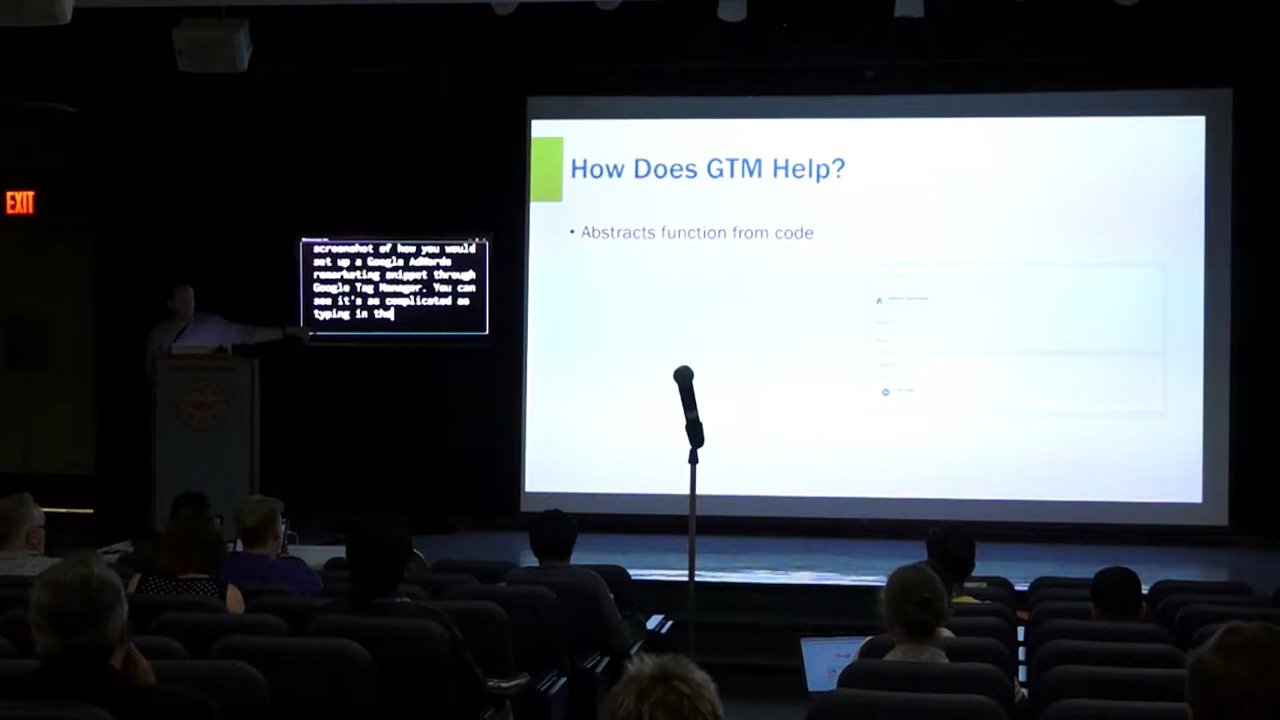 EXIT
screenshot of how you would
set up a Google AdWords
remarketing snippet through
Google Tag Manager. You can
see it's as complicated as
typing in the
How Does GTM Help?
• Abstracts function from code